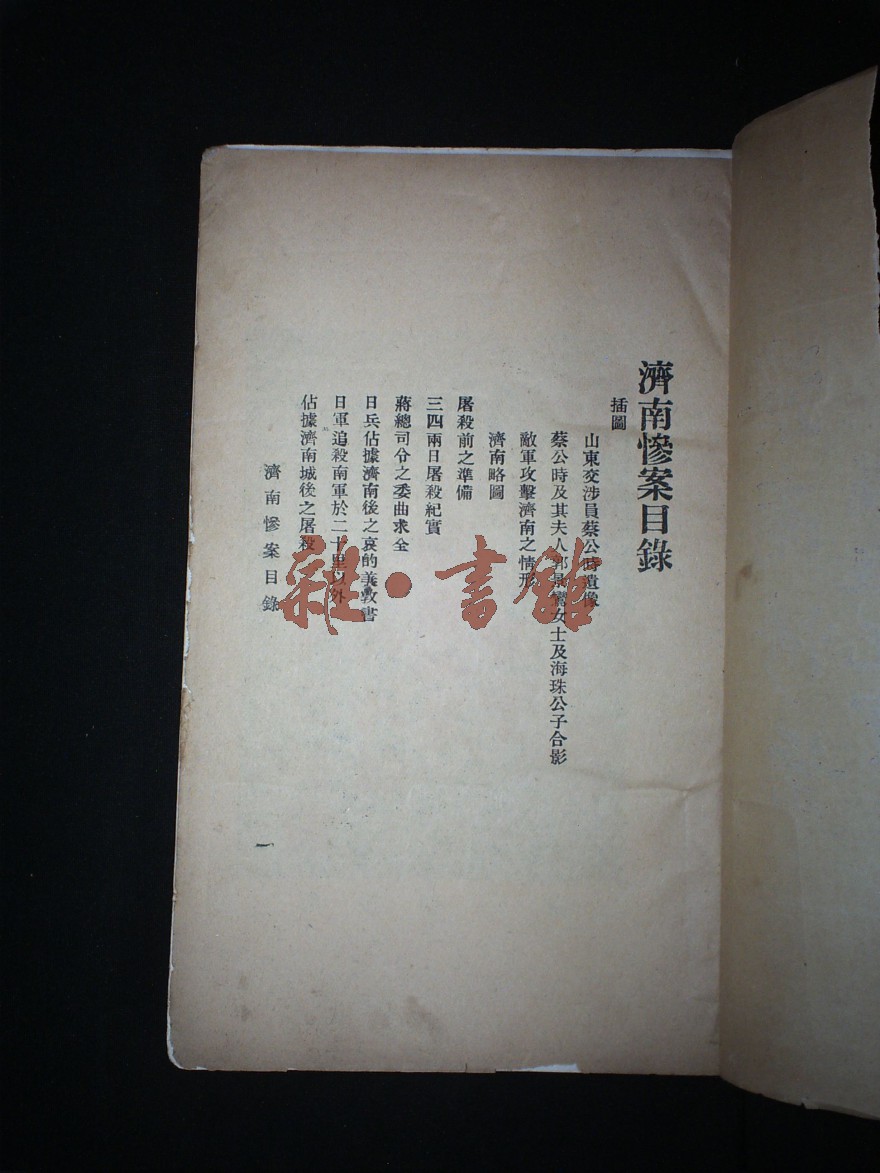 濟南慘案目錄
插圖
山東交涉員蔡公時遺像
蔡公時及其夫人郭景鸞女士及海珠公子合影
敵軍攻擊濟南之情形
濟南略圖
屠殺前之準備
三四兩日屠殺紀實
蔣總司令之委曲求全
日兵佔據濟南後之哀的美敦書
日軍追殺南軍於二十里以外
佔據濟南城後之屠殺
濟南慘案目錄
一
雜·書館